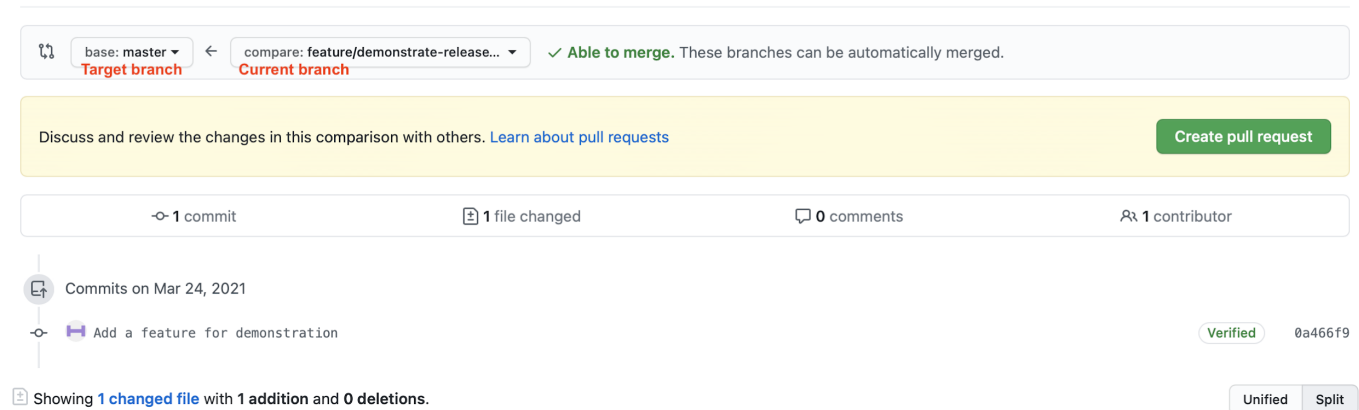 base: master compare: feature/demonstrate-release... Able to merge. These branches can be automatically merged.
Target branch Current branch
Discuss and review the changes in this comparison with others. Learn about pull requests Create pull request
1 commit 1 file changed 0 comments 1 contributor
Commits on Mar 24, 2021
Add a feature for demonstration Verified 0a466f9
Showing 1 changed file with 1 addition and 0 deletions. Unified Split